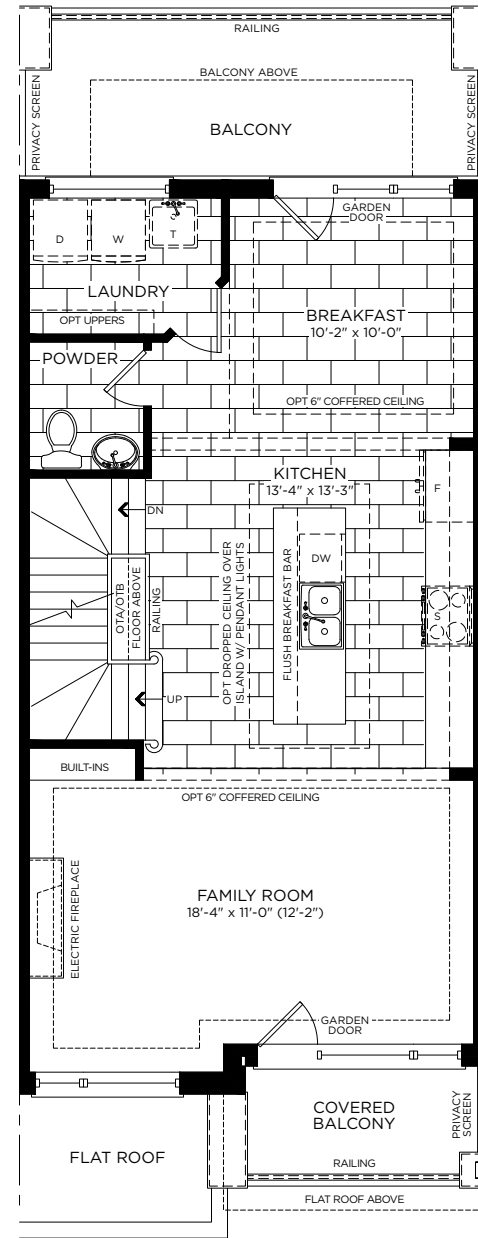 RAILING
BALCONY ABOVE
PRIVACY SCREEN
PRIVACY SCREEN
BALCONY
D
W
T
GARDEN
DOOR
LAUNDRY
OPT UPPERS
BREAKFAST
10'-2" x 10'-0"
POWDER
OPT 6" COFFERED CEILING
KITCHEN
13'-4" x 13'-3"
F
DN
DW
OTA/OTB
FLOOR ABOVE
RAILING
OPT DROPPED CEILING OVER
ISLAND W/ PENDANT LIGHTS
FLUSH BREAKFAST BAR
S
UP
BUILT-INS
OPT 6" COFFERED CEILING
ELECTRIC FIREPLACE
FAMILY ROOM
18'-4" x 11'-0" (12'-2")
GARDEN
DOOR
COVERED
BALCONY
PRIVACY
SCREEN
FLAT ROOF
RAILING
FLAT ROOF ABOVE